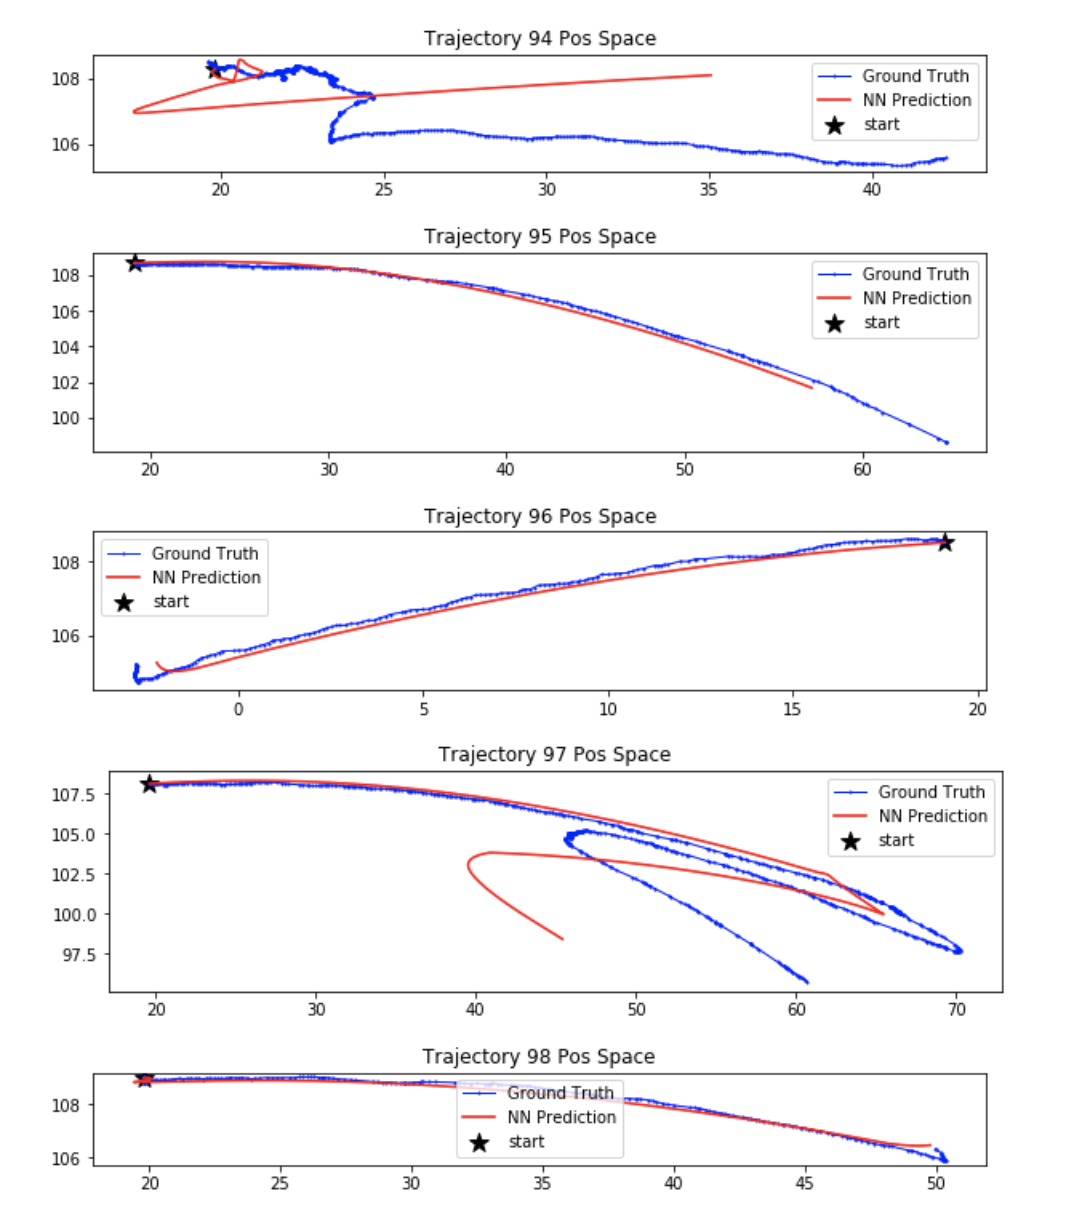 Trajectory 94 Pos Space
108
106
Ground Truth
NN Prediction
start
20 25 30 35 40
Trajectory 95 Pos Space
108
106
104
102
100
Ground Truth
NN Prediction
start
20 30 40 50 60
Trajectory 96 Pos Space
108
106
Ground Truth
NN Prediction
start
0 5 10 15 20
Trajectory 97 Pos Space
107.5
105.0
102.5
100.0
97.5
Ground Truth
NN Prediction
start
20 30 40 50 60 70
Trajectory 98 Pos Space
108
106
Ground Truth
NN Prediction
start
20 25 30 35 40 45 50